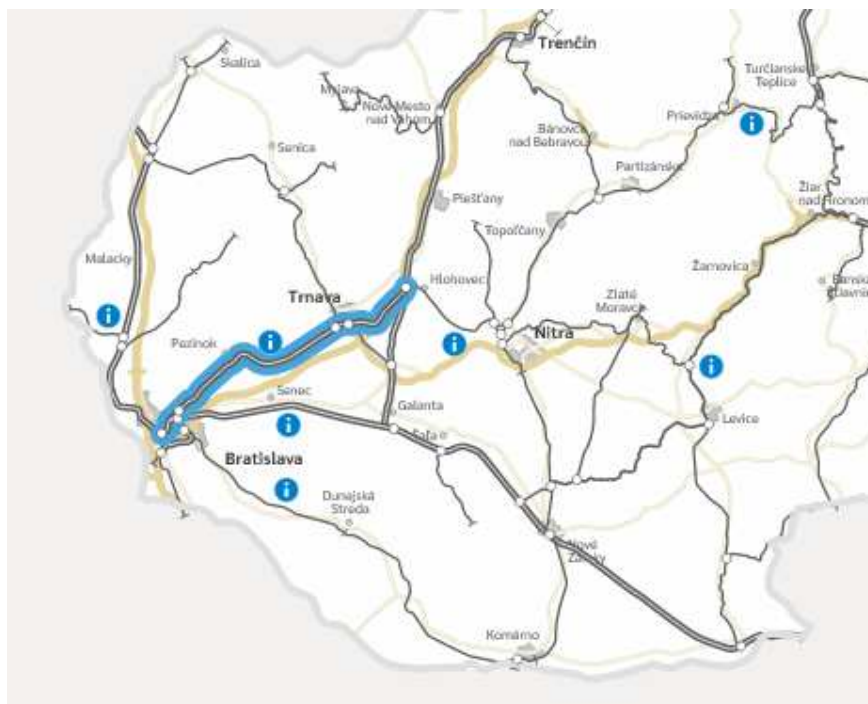 Trenčín
Skalica
Turčianske
Teplice
Nové Mesto
nad Váhom
Prievidza
Bánovce
nad Bebravou
Senica
Partizánske
Piešťany
Žiar
nad Hronom
Topoľčany
Malacky
Hlohovec
Žarnovica
Trnava
Zlaté
Moravce
Pezinok
Nitra
Senec
Galanta
Levice
Šaľa
Bratislava
Dunajská
Streda
Nové
Zámky
Komárno